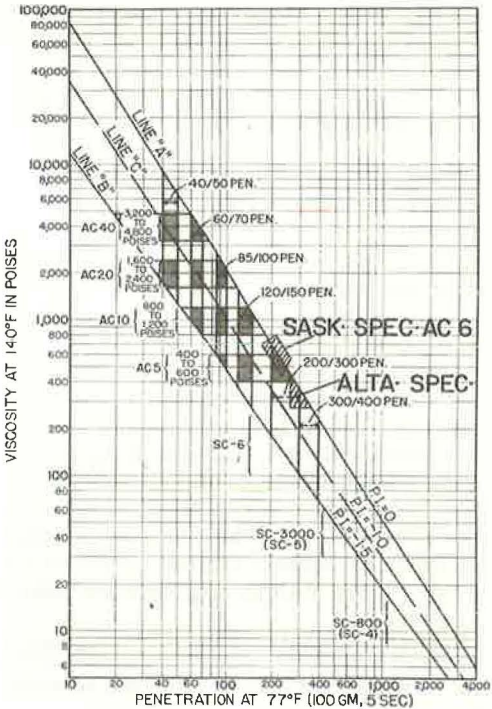 100,000
80,000
60,000
40,000
20,000
10,000
8,000
6,000
4,000
2,000
1,000
800
600
400
200
100
80
60
40
20
10
8
6
VISCOSITY AT 140°F IN POISES
LINE "A"
LINE "C"
LINE "B"
40/50 PEN.
60/70 PEN.
85/100 PEN.
120/150 PEN.
SASK· SPEC·AC 6
200/300 PEN.
ALTA· SPEC·
300/400 PEN.
AC40 { 3,200 TO 4,800 POISES
AC20 { 1,600 TO 2,400 POISES
AC10 { 800 TO 1,200 POISES
AC5 { 400 TO 600 POISES
SC-6
SC-3000
(SC-5)
SC-800
(SC-4)
P.I.=0
P.I.=-1.0
P.I.=-1.5
10 20 40 60 100 200 400 600 1,000 2,000 4,000
PENETRATION AT 77°F (100 GM, 5 SEC)